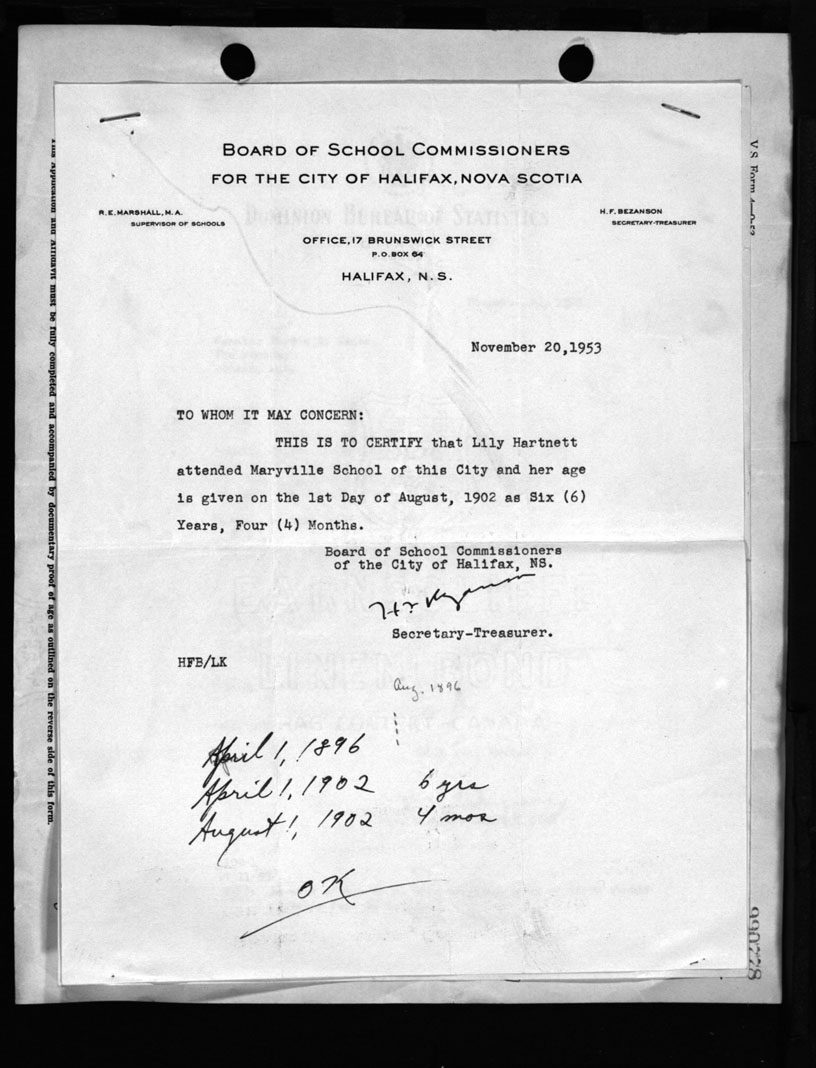 BOARD OF SCHOOL COMMISSIONERS
FOR THE CITY OF HALIFAX, NOVA SCOTIA
R. E. MARSHALL, M. A.
SUPERVISOR OF SCHOOLS
H. F. BEZANSON
SECRETARY-TREASURER
DOMINION BUREAU OF STATISTICS
OFFICE, 17 BRUNSWICK STREET
P. O. BOX 64
HALIFAX, N. S.
November 20,1953
TO WHOM IT MAY CONCERN:
THIS IS TO CERTIFY that Lily Hartnett
attended Maryville School of this City and her age
is given on the 1st Day of August, 1902 as Six (6)
Years, Four (4) Months.
Board of School Commissioners
of the City of Halifax, NS.
Secretary-Treasurer.
HFB/LK
Aug. 1896
April 1, 1896
April 1, 1902 6 yrs
August 1, 1902 4 mos
OK
This Application and Affidavit must be fully completed and accompanied by documentary proof of age as outlined on the reverse side of this form.
VS Form